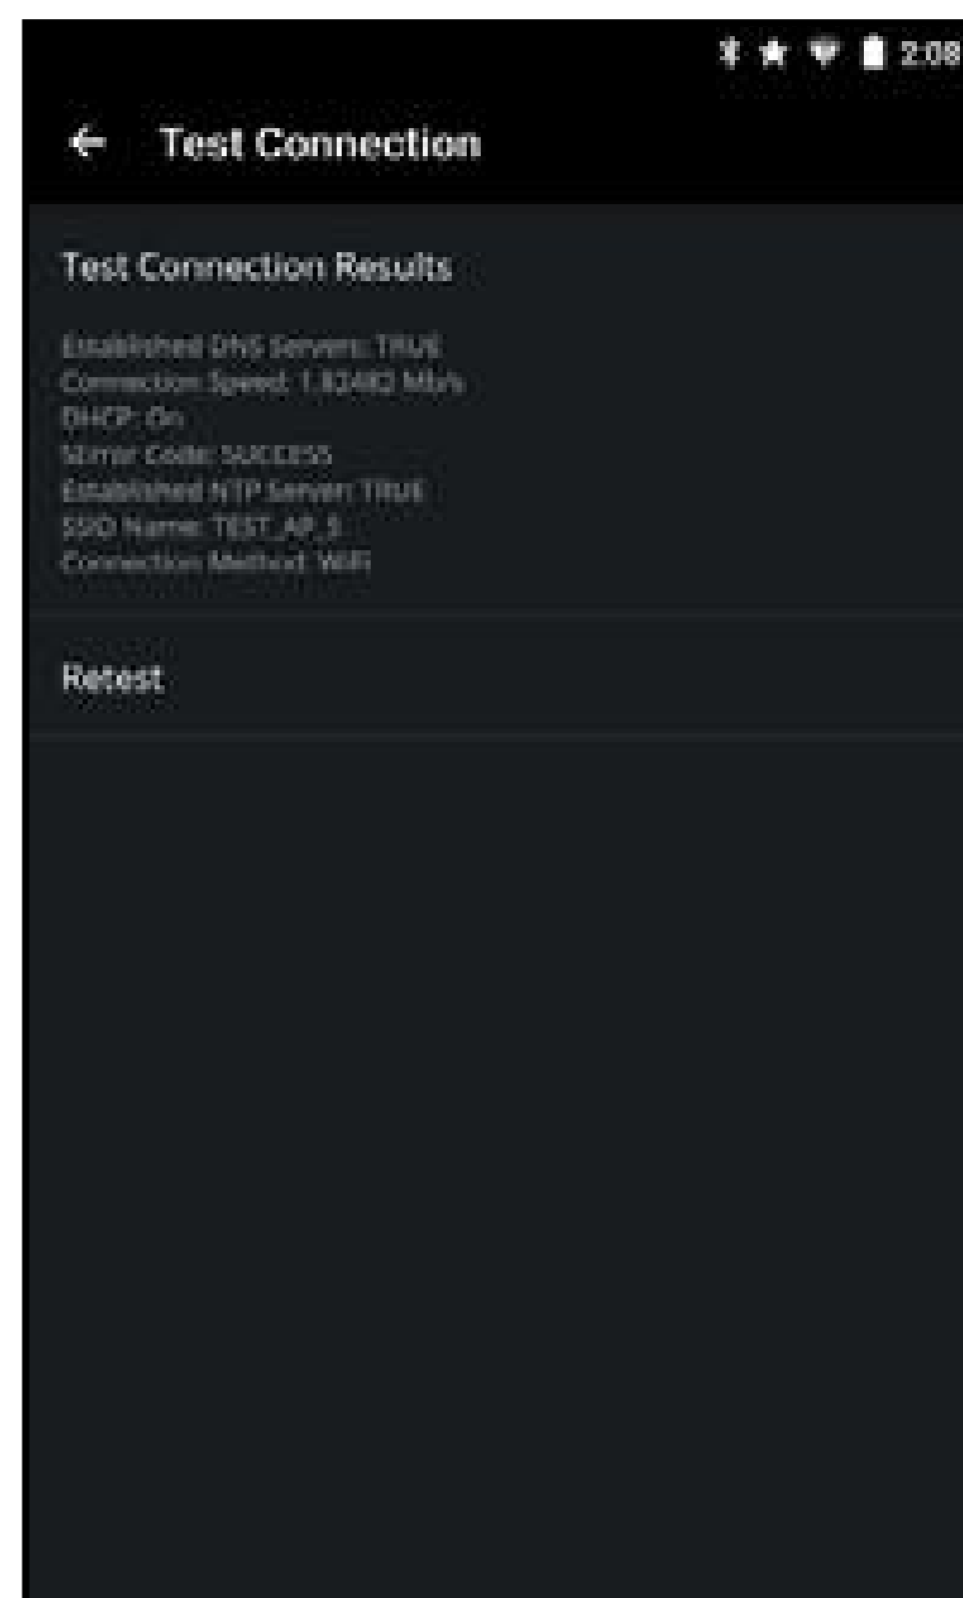 2:08
Test Connection
Test Connection Results
Established DNS Servers: TRUE
Connection Speed: Mb/s
DHCP: On
Code: SUCCESS
Established NTP Server: TRUE
SSID Name: TEST_AP_5
Connection Method: WiFi
Retest